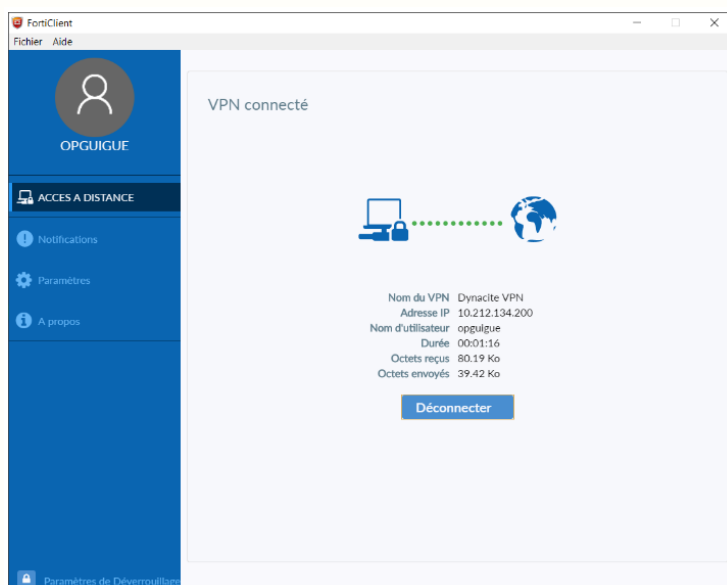 FortiClient
Fichier Aide
OPGUIGUE
ACCES A DISTANCE
Notifications
Paramètres
A propos
Paramètres de Déverrouillage
VPN connecté
Nom du VPN Dynacite VPN
Adresse IP 10.212.134.200
Nom d'utilisateur opguigue
Durée 00:01:16
Octets reçus 80.19 Ko
Octets envoyés 39.42 Ko
Déconnecter